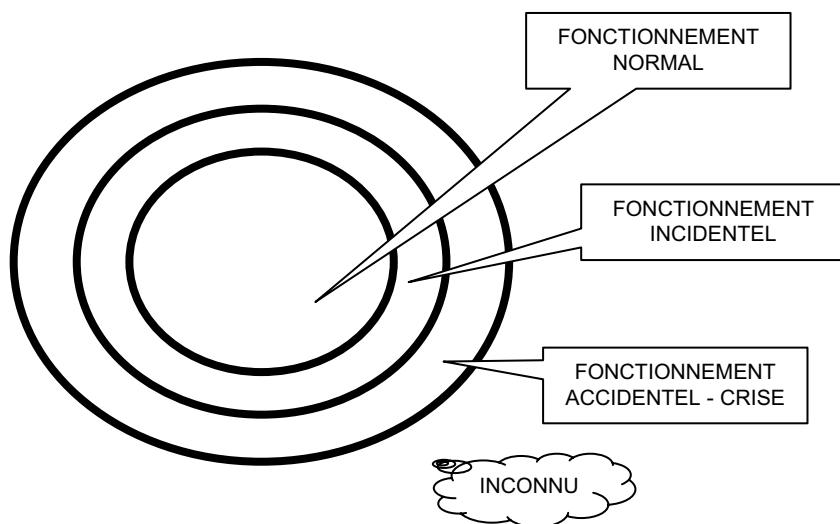 FONCTIONNEMENT
NORMAL
FONCTIONNEMENT
INCIDENTEL
FONCTIONNEMENT
ACCIDENTEL - CRISE
INCONNU